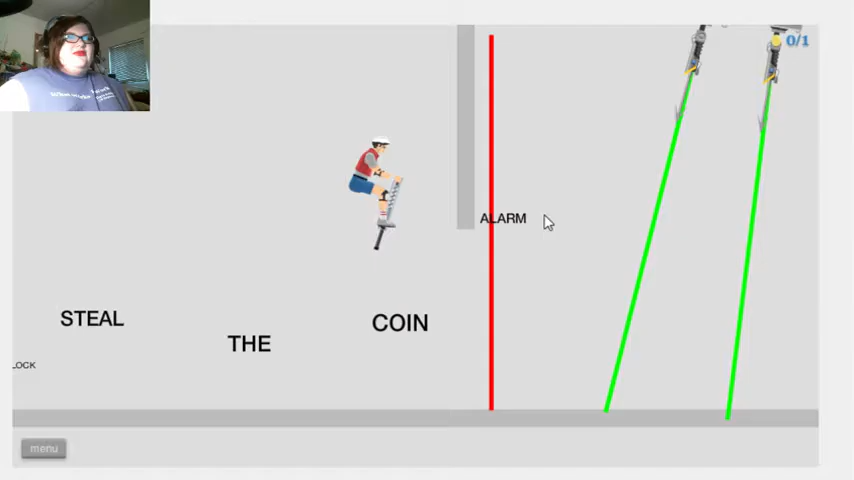 0/1
ALARM
STEAL
THE
COIN
LOCK
menu